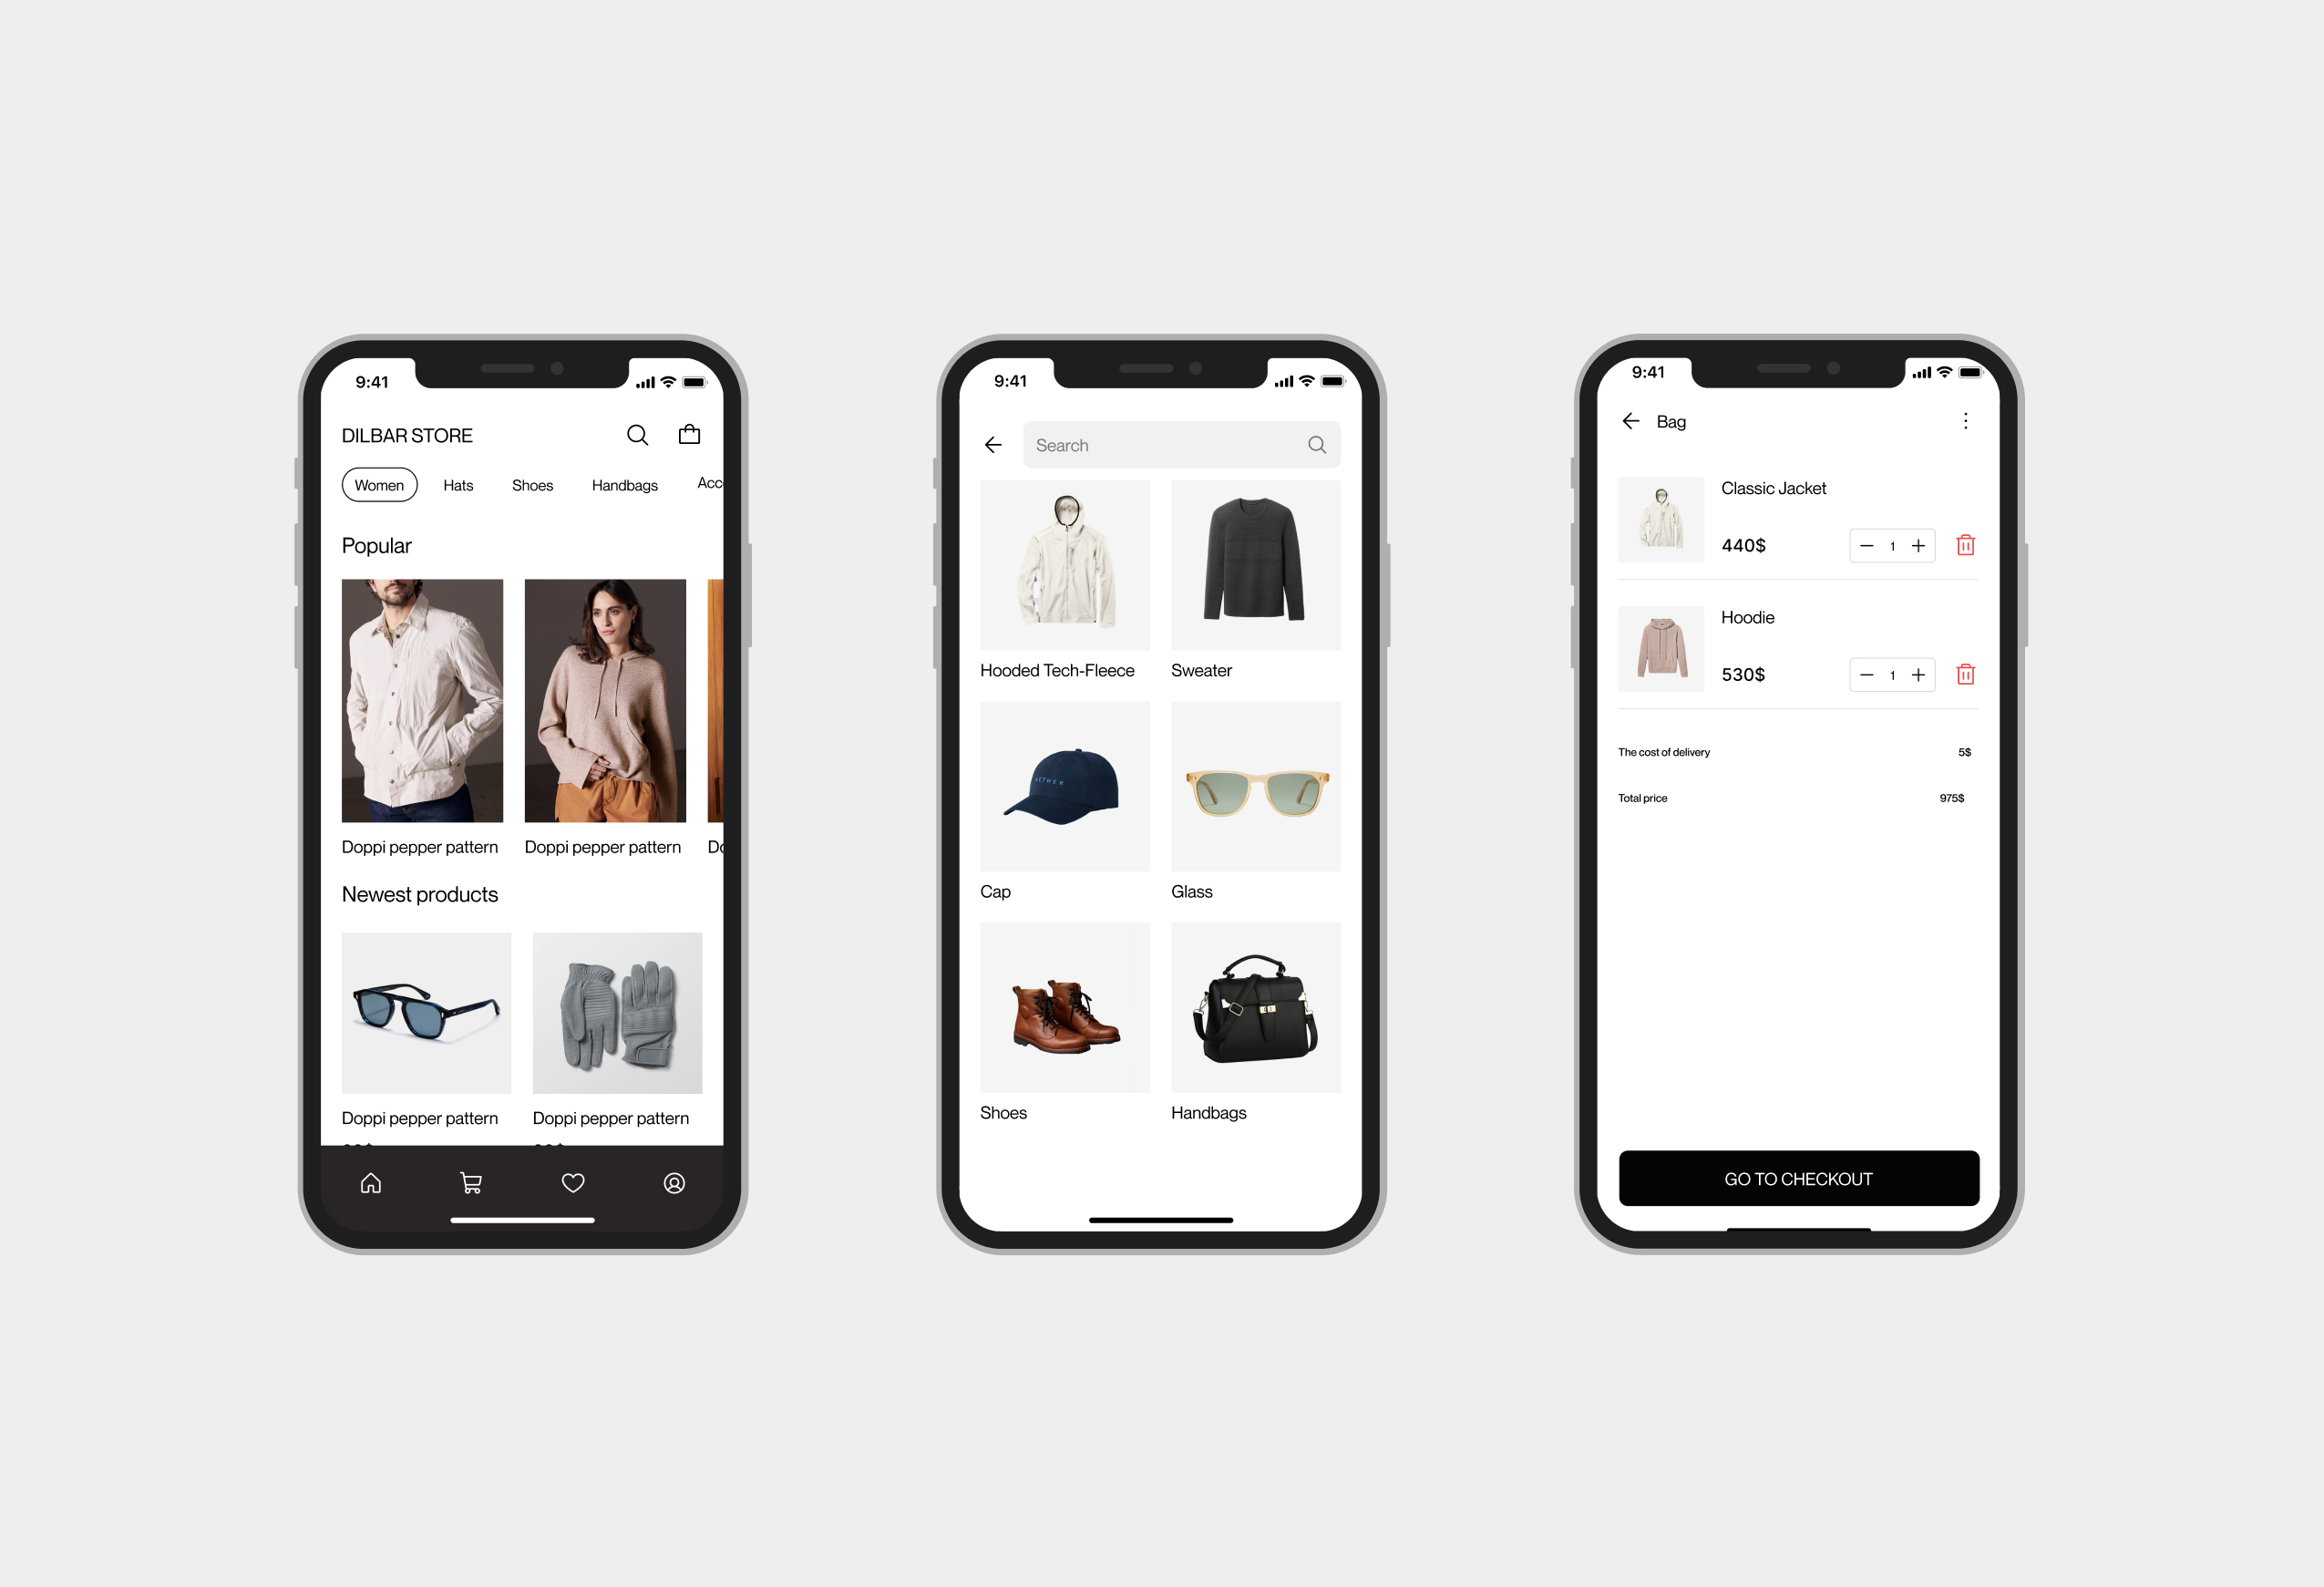 9:41
DILBAR STORE
Women Hats Shoes Handbags Acc
Popular
Doppi pepper pattern Doppi pepper pattern Do
Newest products
Doppi pepper pattern Doppi pepper pattern
9:41
Search
Hooded Tech-Fleece Sweater
AETHER
Cap Glass
Shoes Handbags
9:41
Bag
Classic Jacket
440$ 1
Hoodie
530$ 1
The cost of delivery 5$
Total price 975$
GO TO CHECKOUT